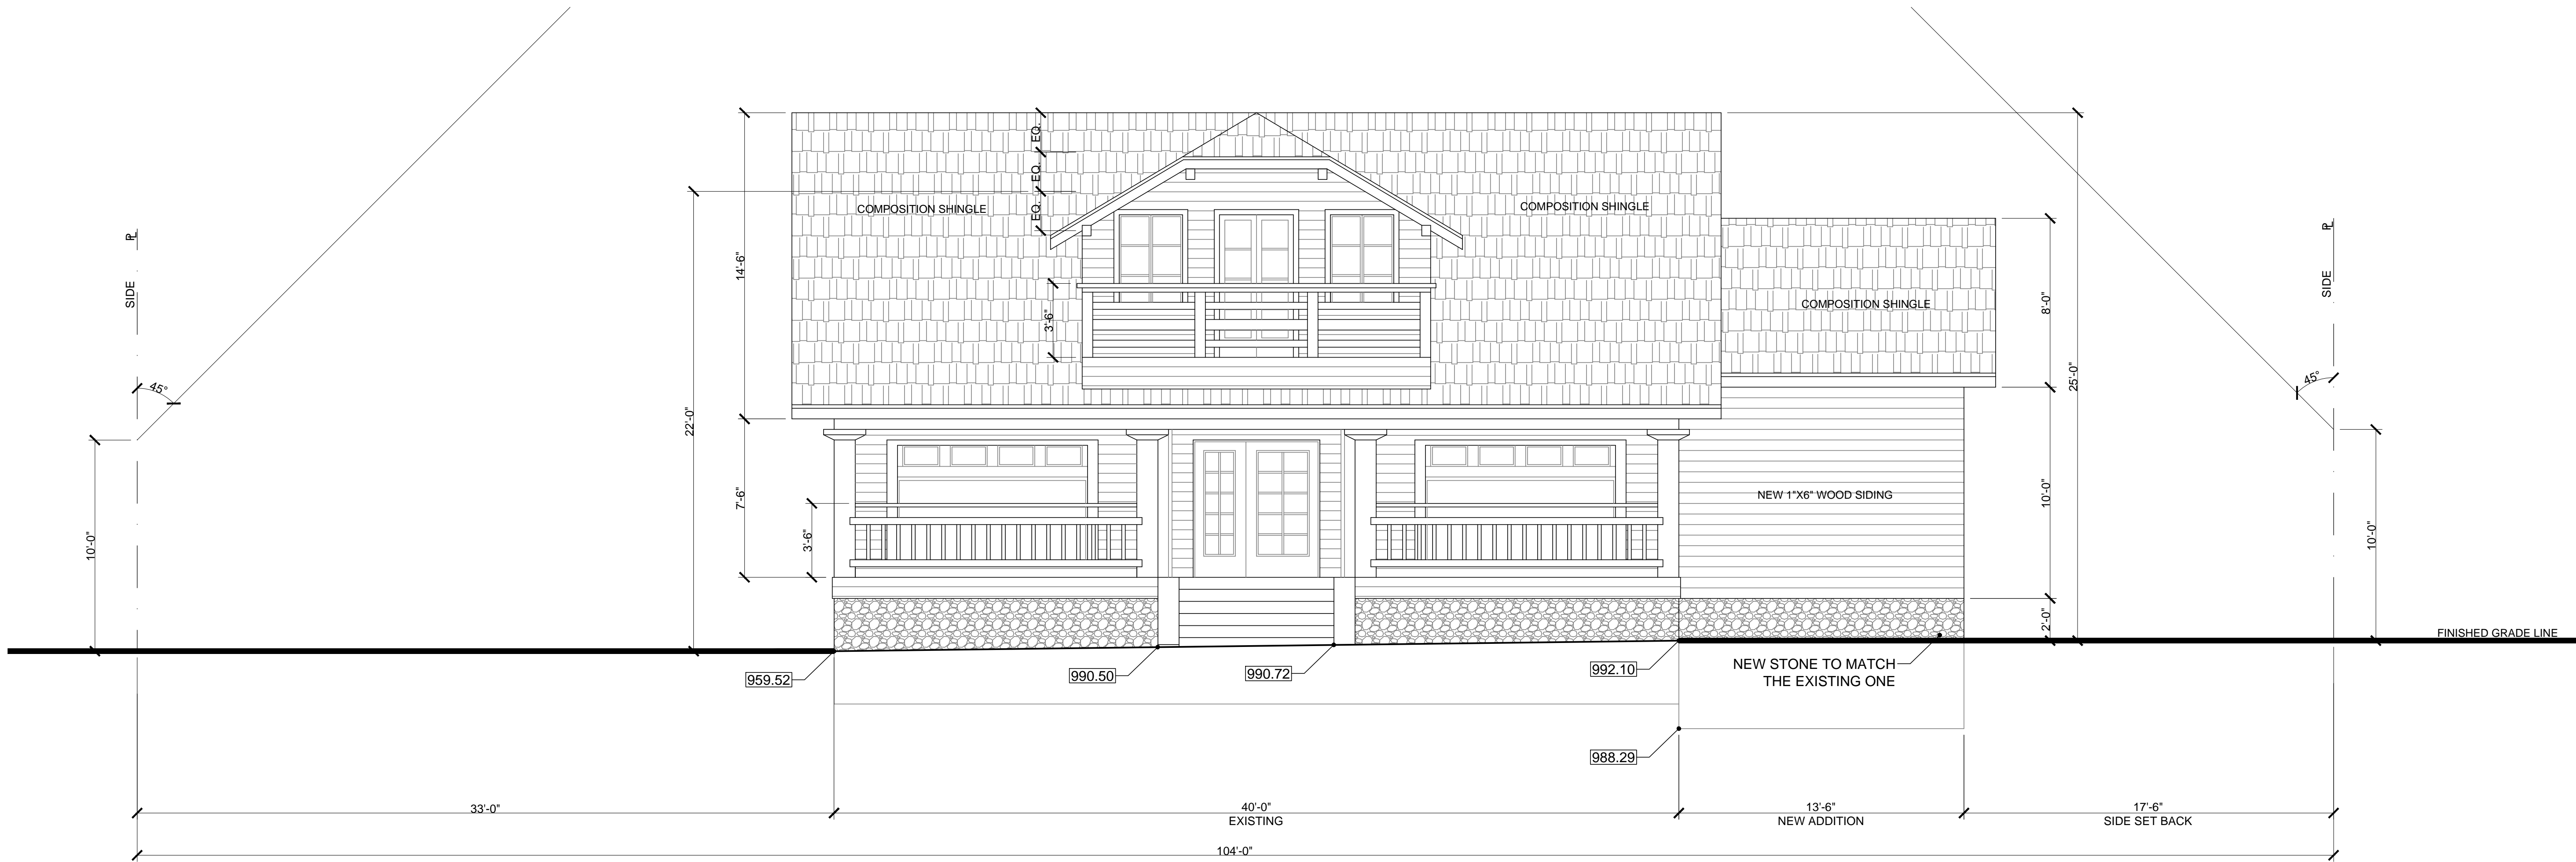 EQ.
EQ.
EQ.
COMPOSITION SHINGLE
COMPOSITION SHINGLE
COMPOSITION SHINGLE
SIDE PL
SIDE PL
45°
45°
14'-6"
22'-0"
7'-6"
3'-6"
3'-6"
10'-0"
8'-0"
25'-0"
10'-0"
2'-0"
10'-0"
NEW 1"X6" WOOD SIDING
FINISHED GRADE LINE
959.52
990.50
990.72
992.10
NEW STONE TO MATCH
THE EXISTING ONE
988.29
33'-0"
40'-0"
EXISTING
13'-6"
NEW ADDITION
17'-6"
SIDE SET BACK
104'-0"